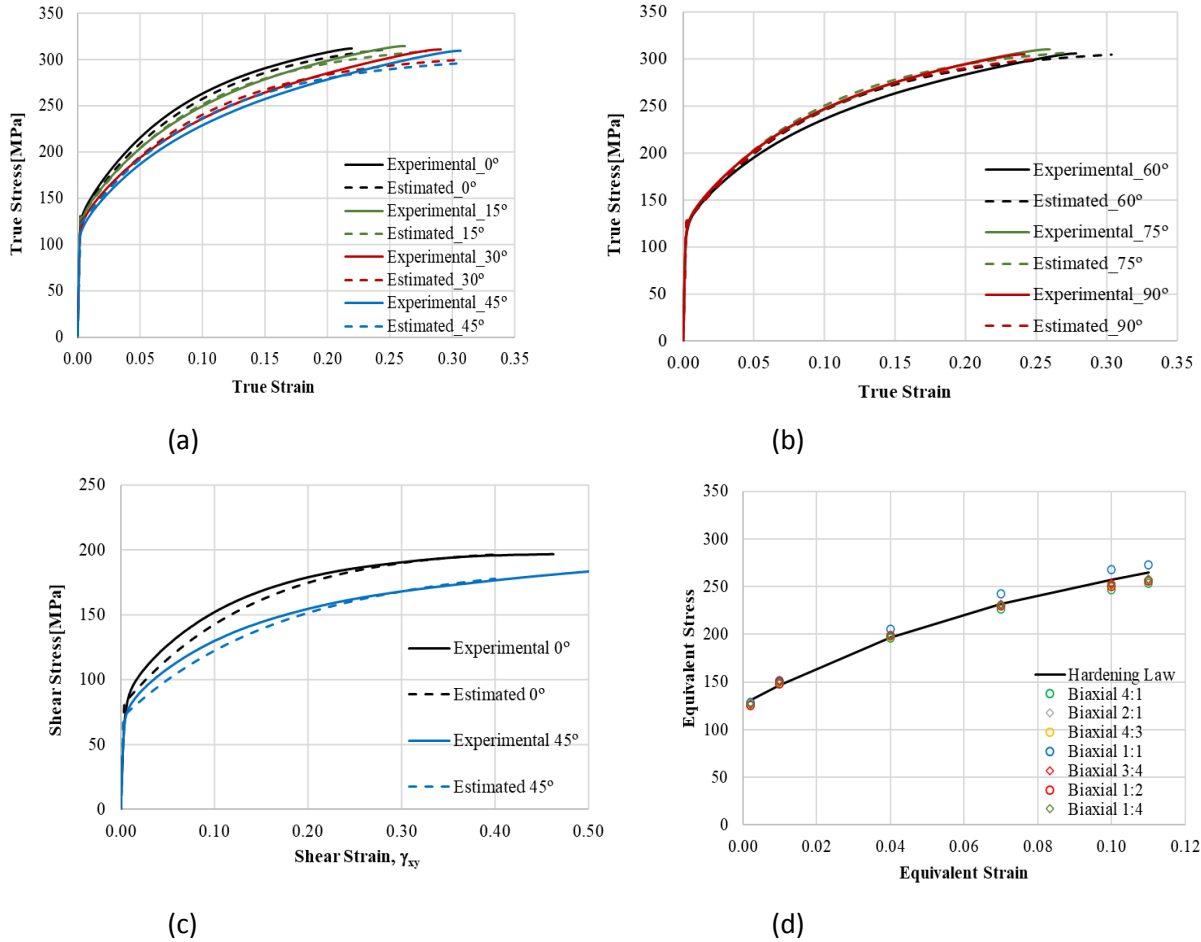 350
300
250
200
150
100
50
0
True Stress[MPa]
Experimental_0º
Estimated_0º
Experimental_15º
Estimated_15º
Experimental_30º
Estimated_30º
Experimental_45º
Estimated_45º
0.00 0.05 0.10 0.15 0.20 0.25 0.30 0.35
True Strain
(a)
350
300
250
200
150
100
50
0
True Stress[MPa]
Experimental_60º
Estimated_60º
Experimental_75º
Estimated_75º
Experimental_90º
Estimated_90º
0.00 0.05 0.10 0.15 0.20 0.25 0.30 0.35
True Strain
(b)
250
200
150
100
50
0
Shear Stress[MPa]
Experimental 0º
Estimated 0º
Experimental 45º
Estimated 45º
0.00 0.10 0.20 0.30 0.40 0.50
Shear Strain, γxy
(c)
350
300
250
200
150
100
50
0
Equivalent Stress
Hardening Law
Biaxial 4:1
Biaxial 2:1
Biaxial 4:3
Biaxial 1:1
Biaxial 3:4
Biaxial 1:2
Biaxial 1:4
0.00 0.02 0.04 0.06 0.08 0.10 0.12
Equivalent Strain
(d)